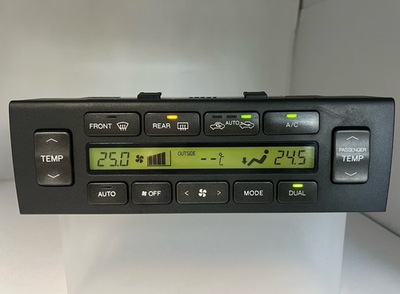 FRONT REAR AUTO A/C
TEMP 25.0 OUTSIDE --°C 24.5 PASSENGER TEMP
AUTO OFF < > MODE DUAL